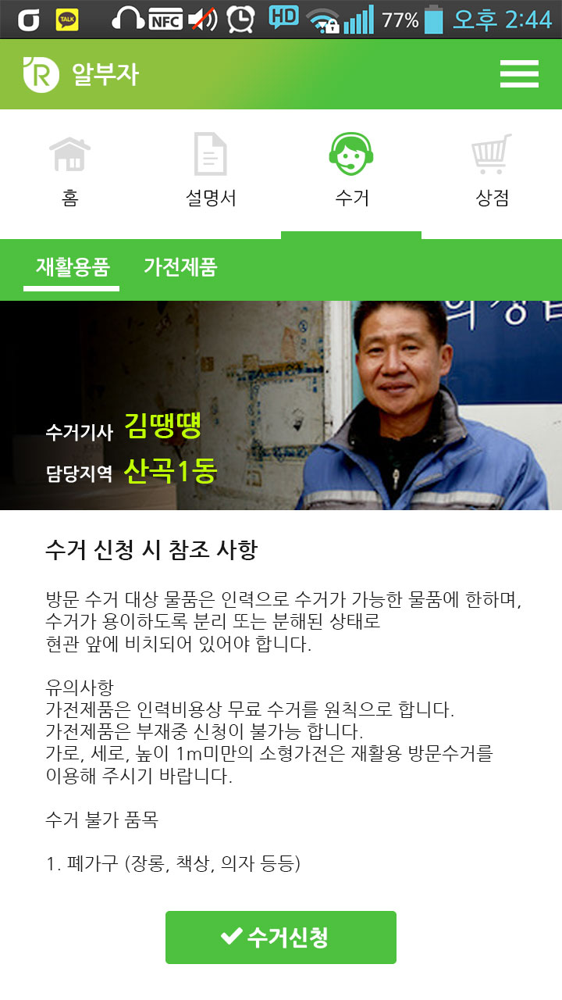 TALK
NFC
HD
77%
오후 2:44
R 알부자
홈
설명서
수거
상점
재활용품
가전제품
수거기사 김땡떙
담당지역 산곡1동
수거 신청 시 참조 사항
방문 수거 대상 물품은 인력으로 수거가 가능한 물품에 한하며,
수거가 용이하도록 분리 또는 분해된 상태로
현관 앞에 비치되어 있어야 합니다.
유의사항
가전제품은 인력비용상 무료 수거를 원칙으로 합니다.
가전제품은 부재중 신청이 불가능 합니다.
가로, 세로, 높이 1m미만의 소형가전은 재활용 방문수거를
이용해 주시기 바랍니다.
수거 불가 품목
1. 폐가구 (장롱, 책상, 의자 등등)
수거신청